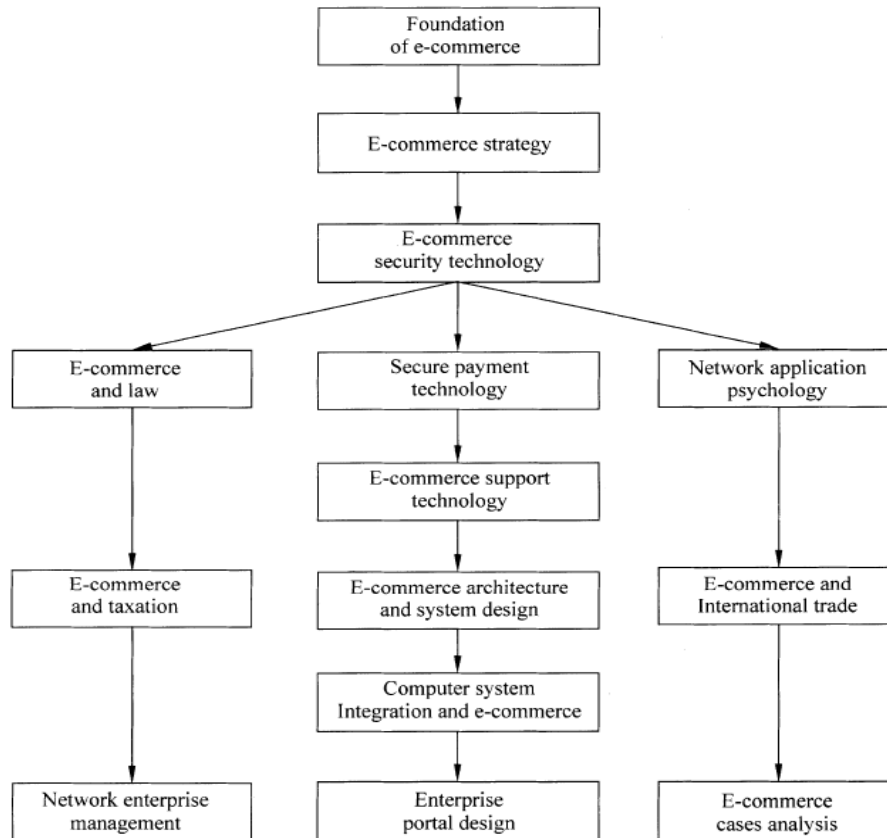 Foundation
of e-commerce
E-commerce strategy
E-commerce
security technology
E-commerce
and law
Secure payment
technology
Network application
psychology
E-commerce support
technology
E-commerce
and taxation
E-commerce architecture
and system design
E-commerce and
International trade
Computer system
Integration and e-commerce
Network enterprise
management
Enterprise
portal design
E-commerce
cases analysis